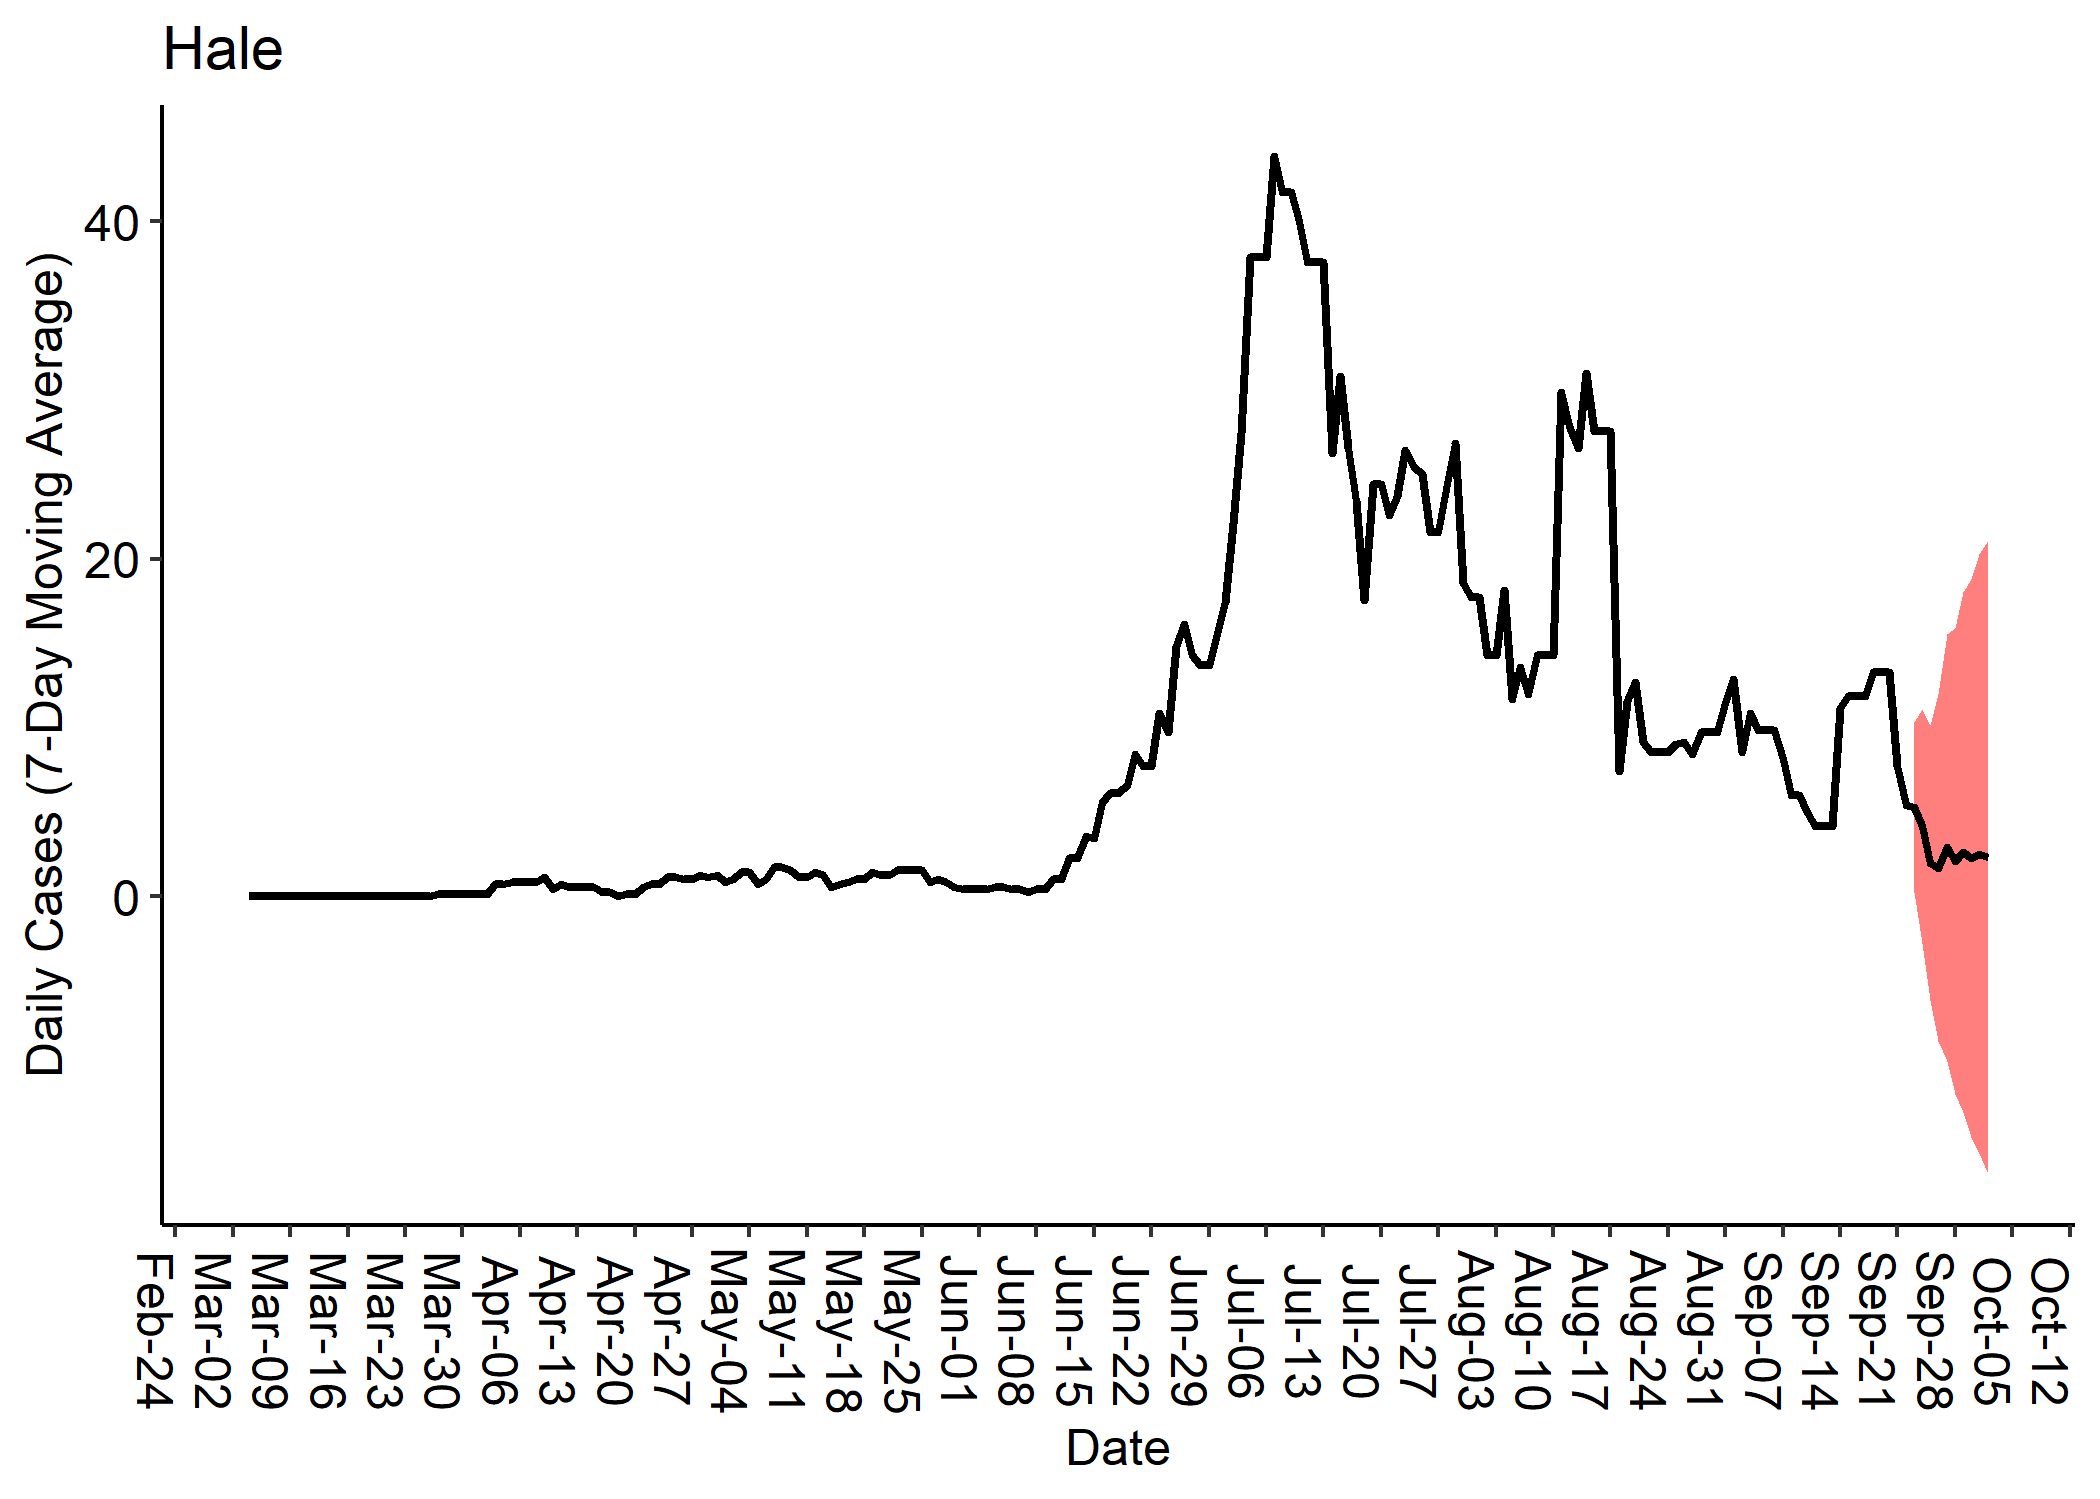 Hale
Daily Cases (7-Day Moving Average)
40
20
0
Feb-24
Mar-02
Mar-09
Mar-16
Mar-23
Mar-30
Apr-06
Apr-13
Apr-20
Apr-27
May-04
May-11
May-18
May-25
Jun-01
Jun-08
Jun-15
Jun-22
Jun-29
Jul-06
Jul-13
Jul-20
Jul-27
Aug-03
Aug-10
Aug-17
Aug-24
Aug-31
Sep-07
Sep-14
Sep-21
Sep-28
Oct-05
Oct-12
Date